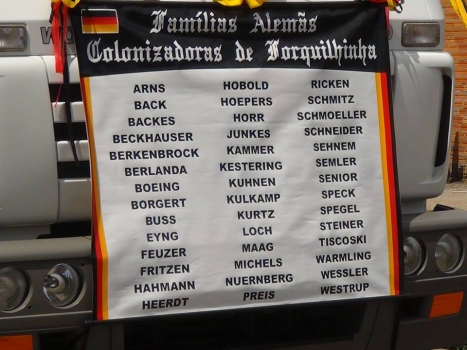 Famílias Alemãs
Colonizadoras de Forquilhinha
ARNS
BACK
BACKES
BECKHAUSER
BERKENBROCK
BERLANDA
BOEING
BORGERT
BUSS
EYNG
FEUZER
FRITZEN
HAHMANN
HEERDT
HOBOLD
HOEPERS
HORR
JUNKES
KAMMER
KESTERING
KUHNEN
KULKAMP
KURTZ
LOCH
MAAG
MICHELS
NUERNBERG
PREIS
RICKEN
SCHMITZ
SCHMOELLER
SCHNEIDER
SEHNEM
SEMLER
SENIOR
SPECK
SPEGEL
STEINER
TISCOSKI
WARMLING
WESSLER
WESTRUP